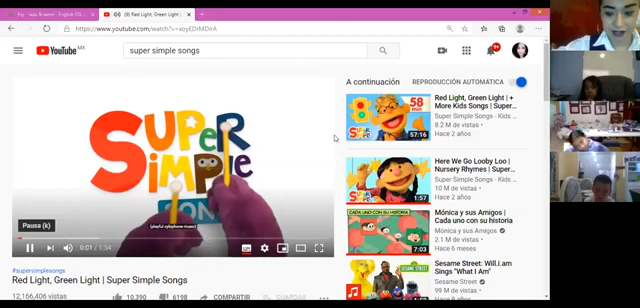 Red Light, Green Light |
https://www.youtube.com/watch?v=xoyEDrMDirA
YouTube MX
super simple songs
9+
SUPER
SIMPLE
SON
Pausa (k)
[playful xylophone music]
0:01 / 1:54
#supersimplesongs
Red Light, Green Light | Super Simple Songs
12,166,406 vistas
10,390
6198
COMPARTIR
GUARDAR
A continuación
REPRODUCCIÓN AUTOMÁTICA
58
min
57:16
Red Light, Green Light | +
More Kids Songs | Super...
Super Simple Songs - Kids ...
8.2 M de vistas
Hace 2 años
1:57
Here We Go Looby Loo |
Nursery Rhymes | Super...
Super Simple Songs - Kids ...
10 M de vistas
Hace 2 años
CADA UNO CON SU HISTORIA
7:03
Mónica y sus Amigos |
Cada uno con su historia
Mónica y sus Amigos
2.1 M de vistas
Hace 6 meses
SESAME STREET
Sesame Street: Will.i.am
Sings "What I Am"
Sesame Street
99 M de vistas